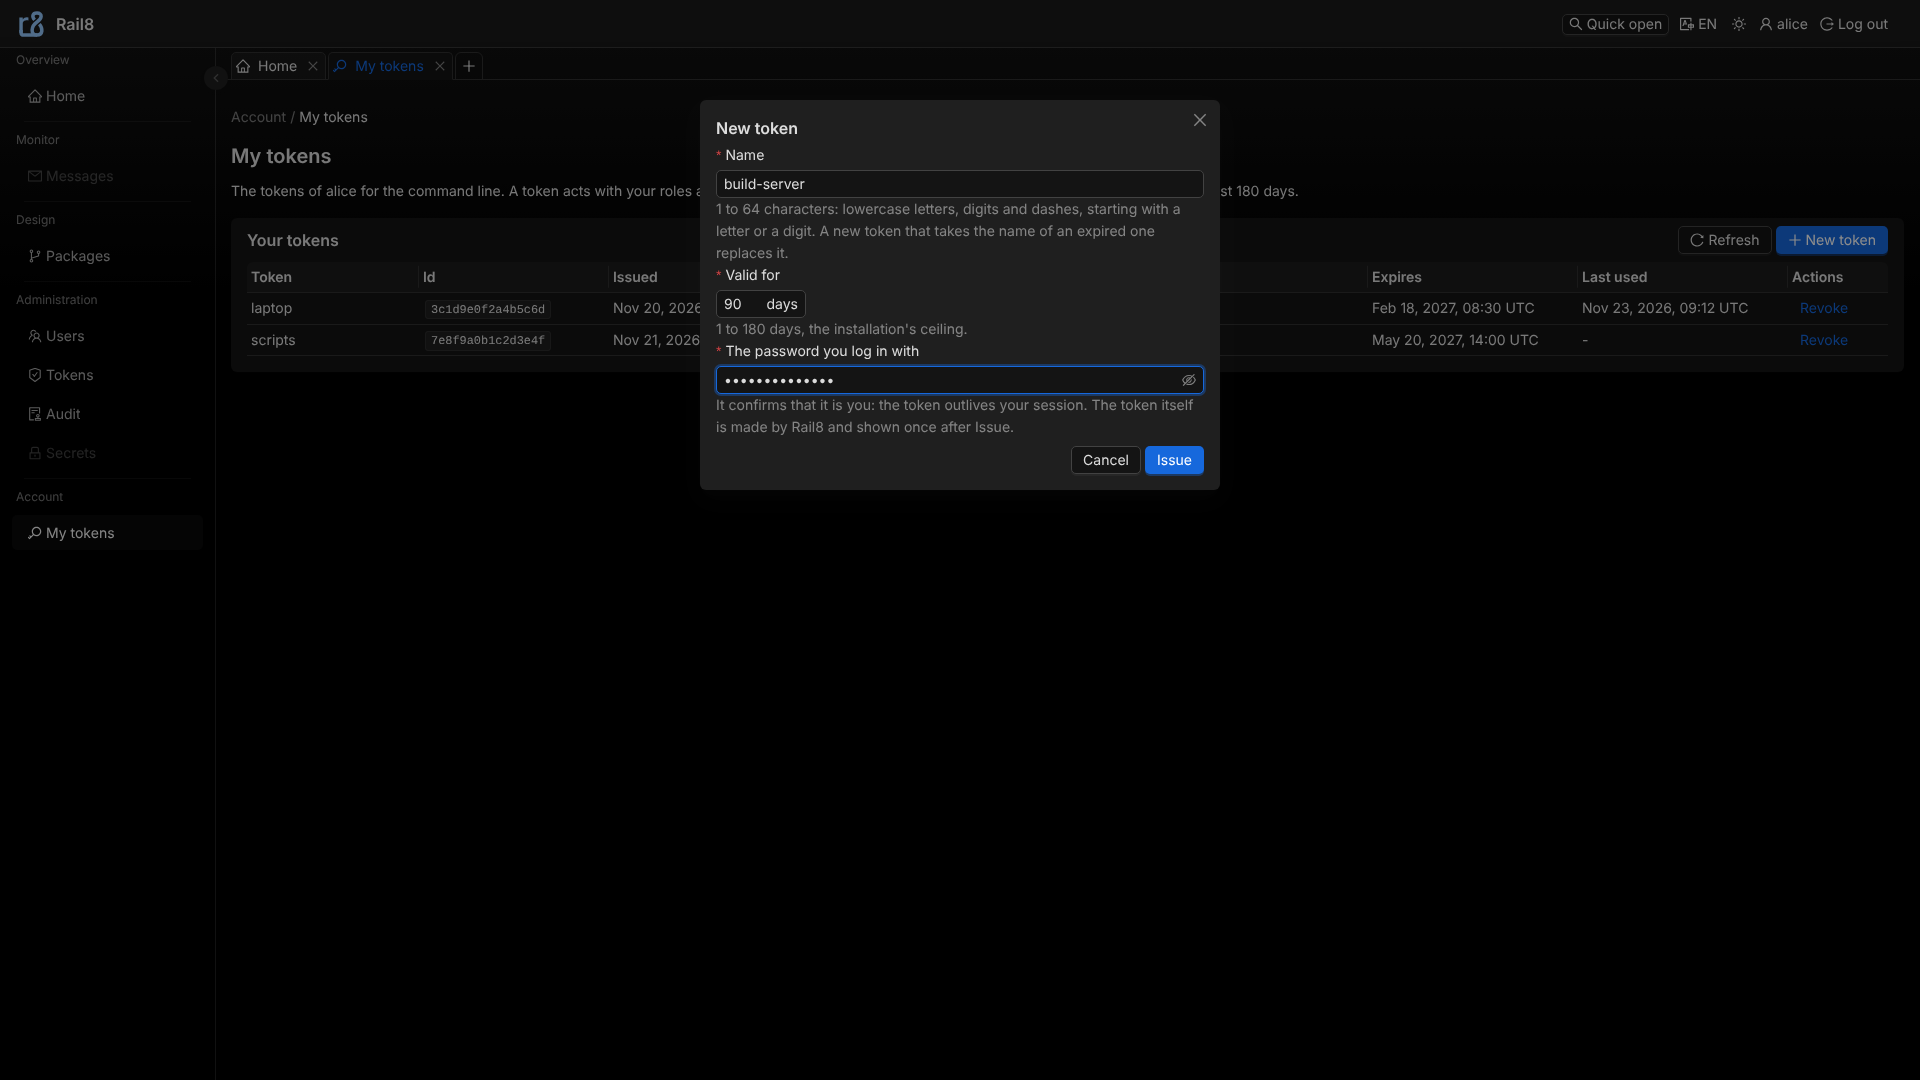 Rail8
Quick open
EN
alice
Log out
Overview
Home
Monitor
Messages
Design
Packages
Administration
Users
Tokens
Audit
Secrets
Account
My tokens
Home
My tokens
Account / My tokens
My tokens
The tokens of alice for the command line. A token acts with your roles a
st 180 days.
Your tokens
Refresh
New token
Token Id Issued Expires Last used Actions
laptop 3c1d9e0f2a4b5c6d Nov 20, 2026 Feb 18, 2027, 08:30 UTC Nov 23, 2026, 09:12 UTC Revoke
scripts 7e8f9a0b1c2d3e4f Nov 21, 2026 May 20, 2027, 14:00 UTC - Revoke
New token
* Name
build-server
1 to 64 characters: lowercase letters, digits and dashes, starting with a
letter or a digit. A new token that takes the name of an expired one
replaces it.
* Valid for
90 days
1 to 180 days, the installation's ceiling.
* The password you log in with
••••••••••••••
It confirms that it is you: the token outlives your session. The token itself
is made by Rail8 and shown once after Issue.
Cancel
Issue